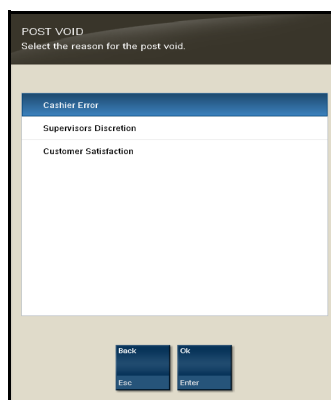 POST VOID
Select the reason for the post void.
Cashier Error
Supervisors Discretion
Customer Satisfaction
Back
Ok
Esc
Enter